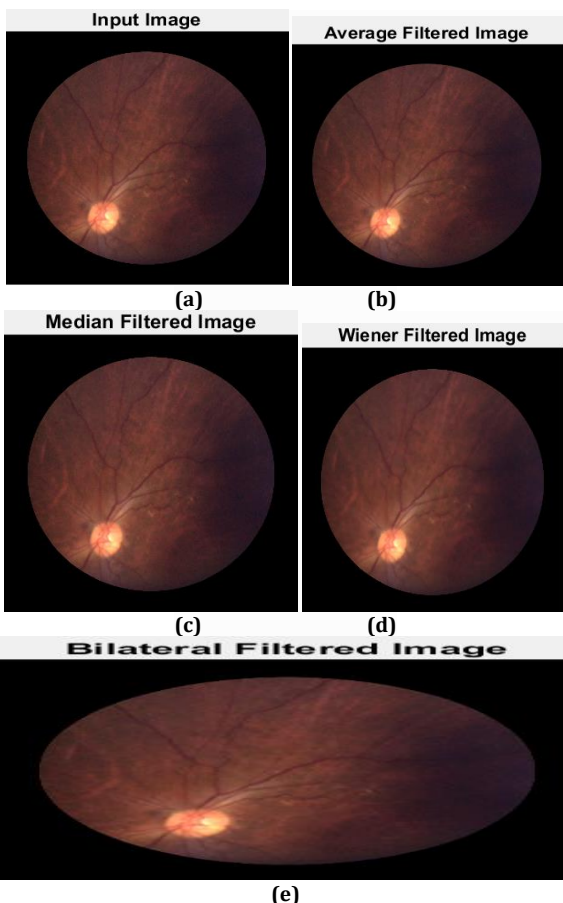 Input Image
Average Filtered Image
(a)
(b)
Median Filtered Image
Wiener Filtered Image
(c)
(d)
Bilateral Filtered Image
(e)